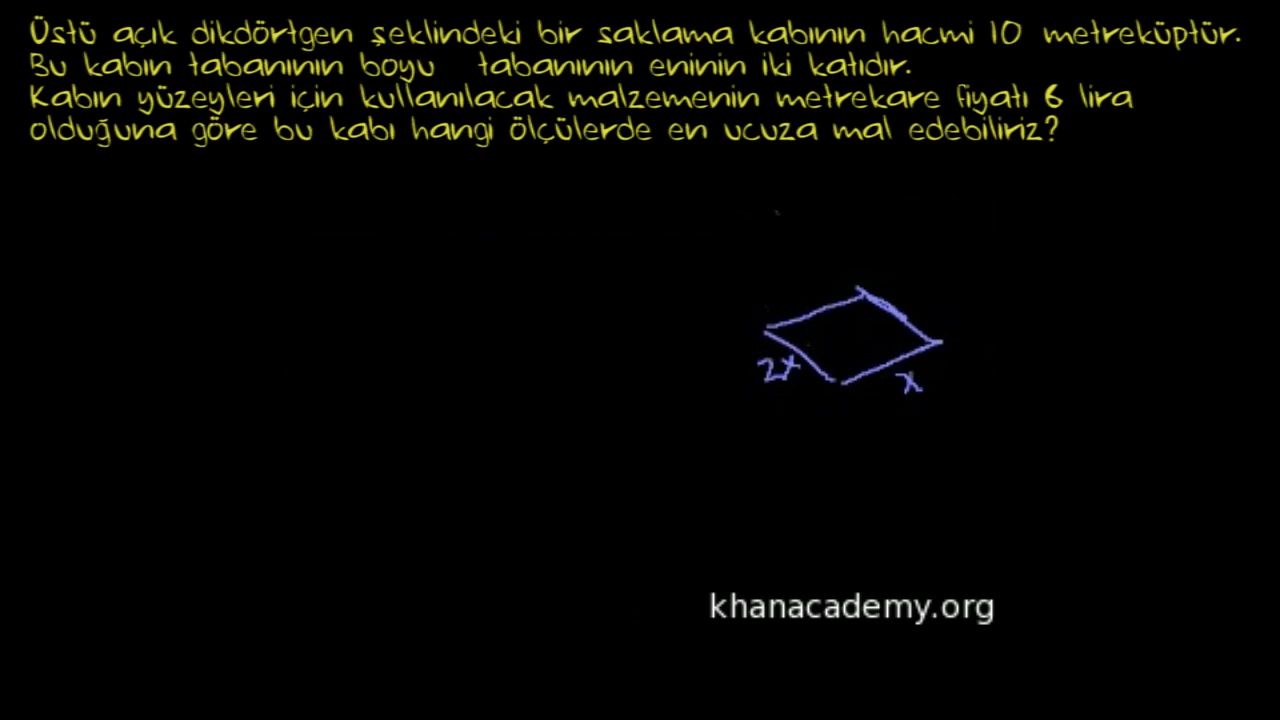 Üstü açık dikdörtgen şeklindeki bir saklama kabının hacmi 10 metreküptür.
Bu kabın tabanının boyu tabanının eninin iki katıdır.
Kabın yüzeyleri için kullanılacak malzemenin metrekare fiyatı 6 lira
olduğuna göre bu kabı hangi ölçülerde en ucuza mal edebiliriz?
2x
x
khanacademy.org